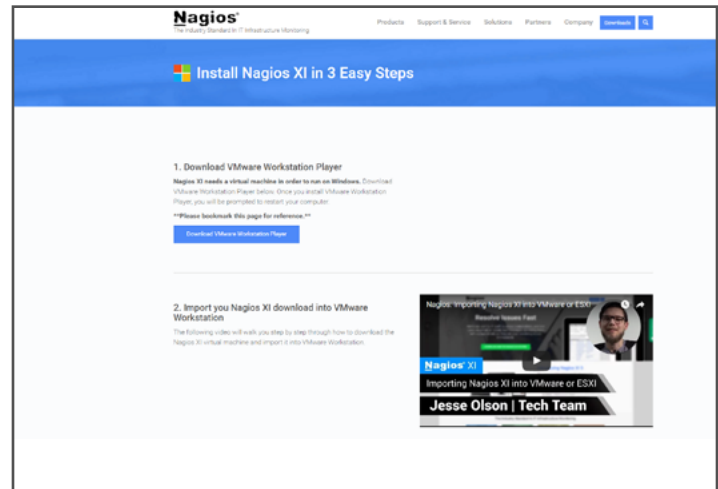 Nagios®
The Industry Standard In IT Infrastructure Monitoring
Products Support & Service Solutions Partners Company Downloads
Install Nagios XI in 3 Easy Steps
1. Download VMware Workstation Player
Nagios XI needs a virtual machine in order to run on Windows. Download
VMware Workstation Player below. Once you install VMware Workstation
Player, you will be prompted to restart your computer.
**Please bookmark this page for reference.**
Download VMware Workstation Player
2. Import you Nagios XI download into VMware
Workstation
The following video will walk you step by step through how to download the
Nagios XI virtual machine and import it into VMware Workstation.
Nagios: Importing Nagios XI into VMware or ESXI
Resolve Issues Fast
Nagios® XI
Importing Nagios XI into VMware or ESXI
Jesse Olson | Tech Team